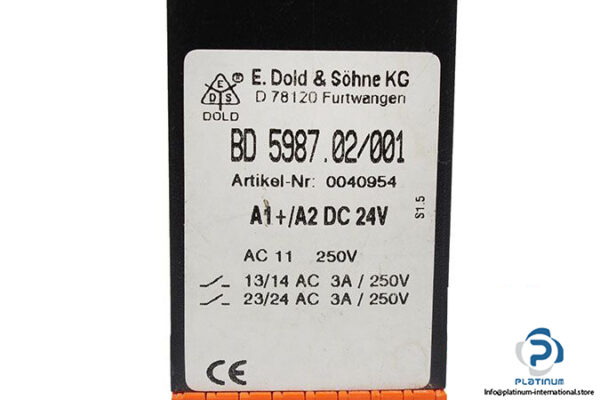 E
D S ®
DOLD
E. Dold & Söhne KG
D 78120 Furtwangen
BD 5987.02/001
Artikel-Nr: 0040954
A1+/A2 DC 24V
S1.5
AC 11 250V
13/14 AC 3A / 250V
23/24 AC 3A / 250V
CE
PLATINUM
Info@platinum-international.store